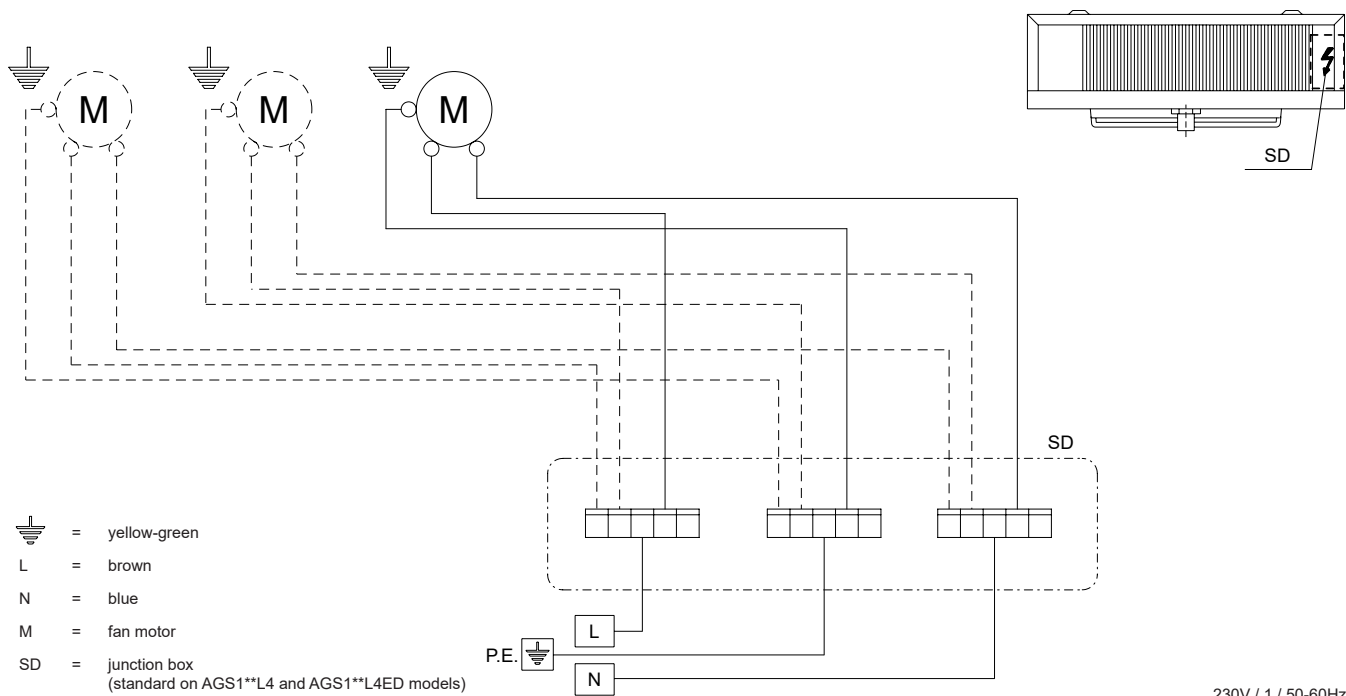 M
M
M
SD
SD
= yellow-green
L = brown
N = blue
M = fan motor
SD = junction box
(standard on AGS1**L4 and AGS1**L4ED models)
L
P.E.
N
230V / 1 / 50-60Hz